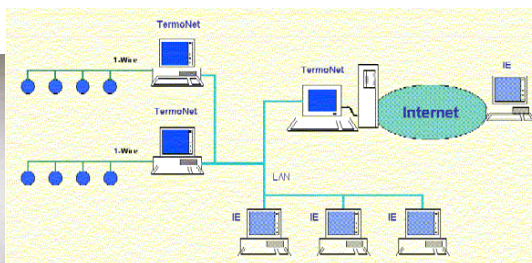 TermoNet
1-Wire
TermoNet
IE
TermoNet
Internet
1-Wire
LAN
IE
IE
IE